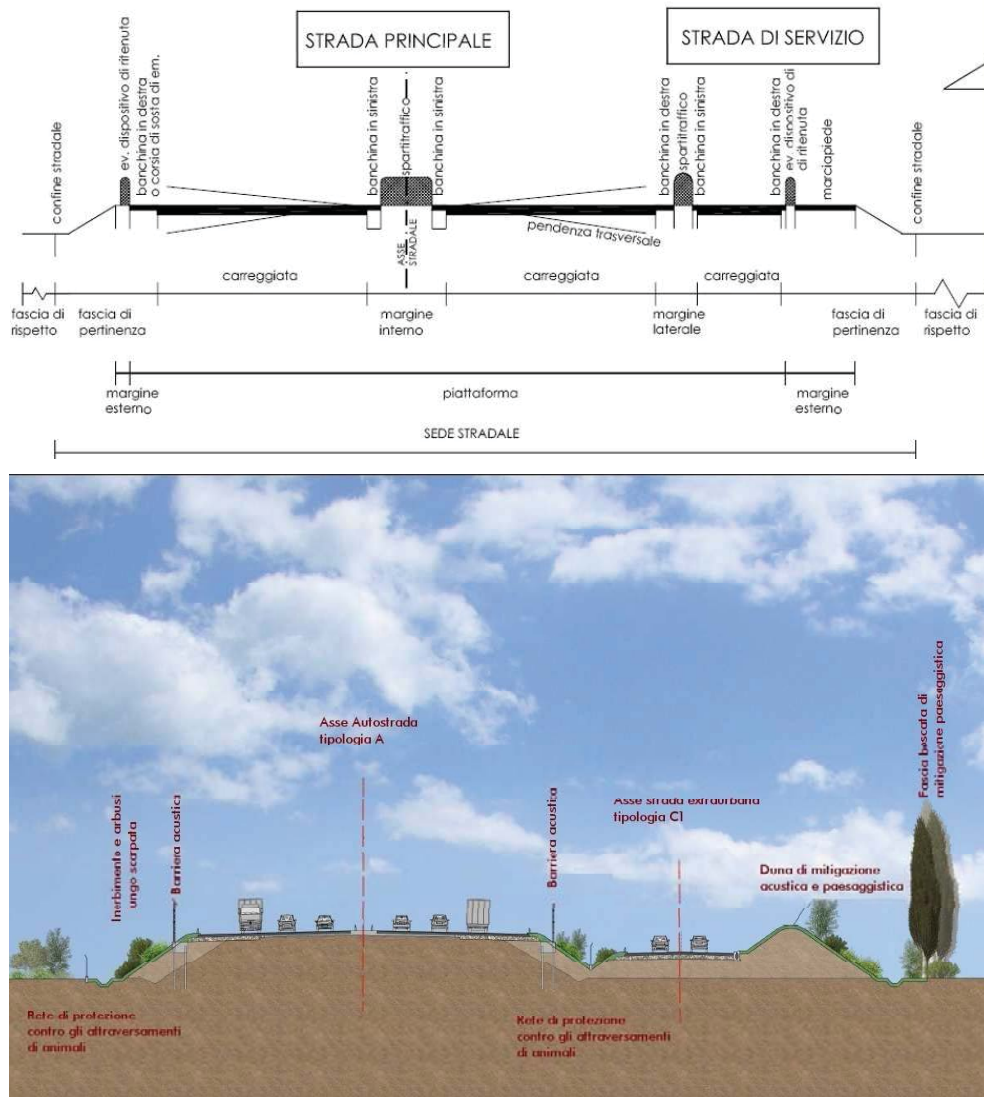 STRADA PRINCIPALE
STRADA DI SERVIZIO
confine stradale
ev. dispositivo di ritenuta
banchina in destra
o corsia di sosta di em.
banchina in sinistra
spartitraffico
banchina in sinistra
banchina in destra
spartitraffico
banchina in sinistra
banchina in destra
ev. dispositivo di
di ritenuta
marciapiede
confine stradale
ASSE
STRADALE
pendenza trasversale
carreggiata
carreggiata
carreggiata
fascia di
rispetto
fascia di
pertinenza
margine
interno
margine
laterale
fascia di
pertinenza
fascia di
rispetto
margine
esterno
piattaforma
margine
esterno
SEDE STRADALE
Asse Autostrada
tipologia A
Inerbimento e arbusi
ungo scarpata
Barriera acustica
Barriera acustica
Asse strada extraurbana
tipologia C1
Duna di mitigazione
acustica e paesaggistica
Fascia boscata di
mitigazione paesaggistica
Rete di protezione
contro gli attraversamenti
di animali
Rete di protezione
contro gli attraversamenti
di animali